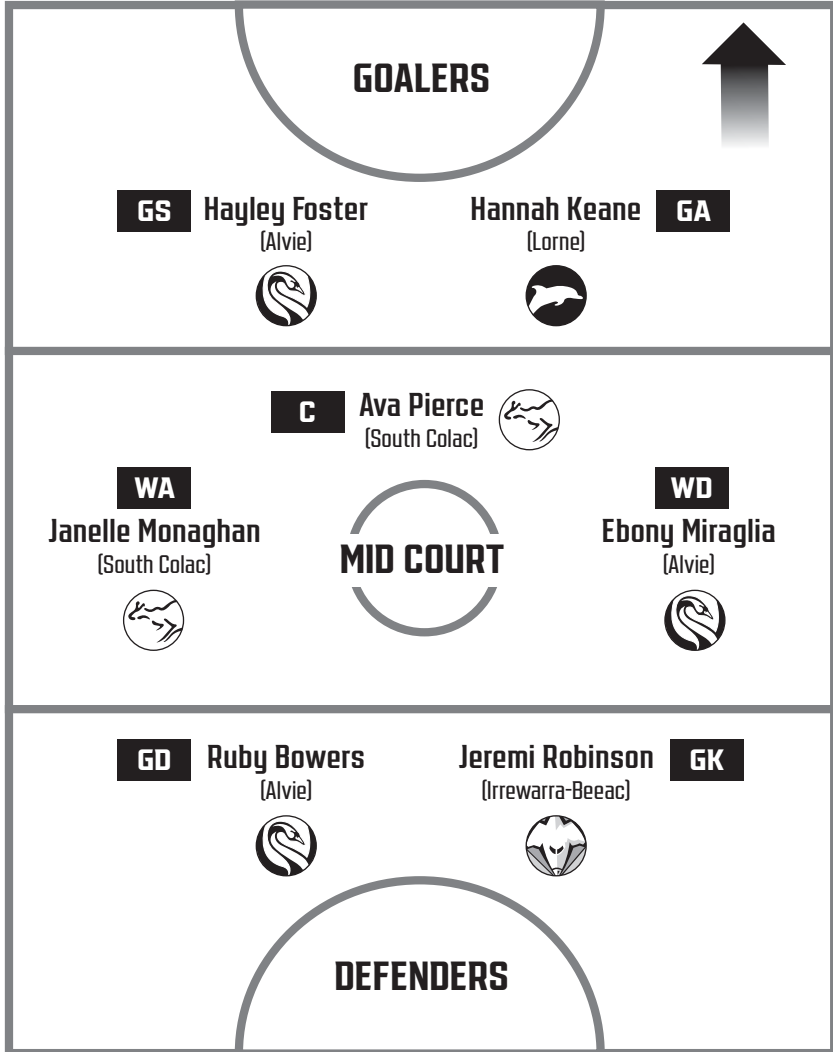 GOALERS
GS Hayley Foster
(Alvie)
Hannah Keane GA
(Lorne)
C Ava Pierce
(South Colac)
WA
Janelle Monaghan
(South Colac)
MID COURT
WD
Ebony Miraglia
(Alvie)
GD Ruby Bowers
(Alvie)
Jeremi Robinson GK
(Irrewarra-Beeac)
DEFENDERS